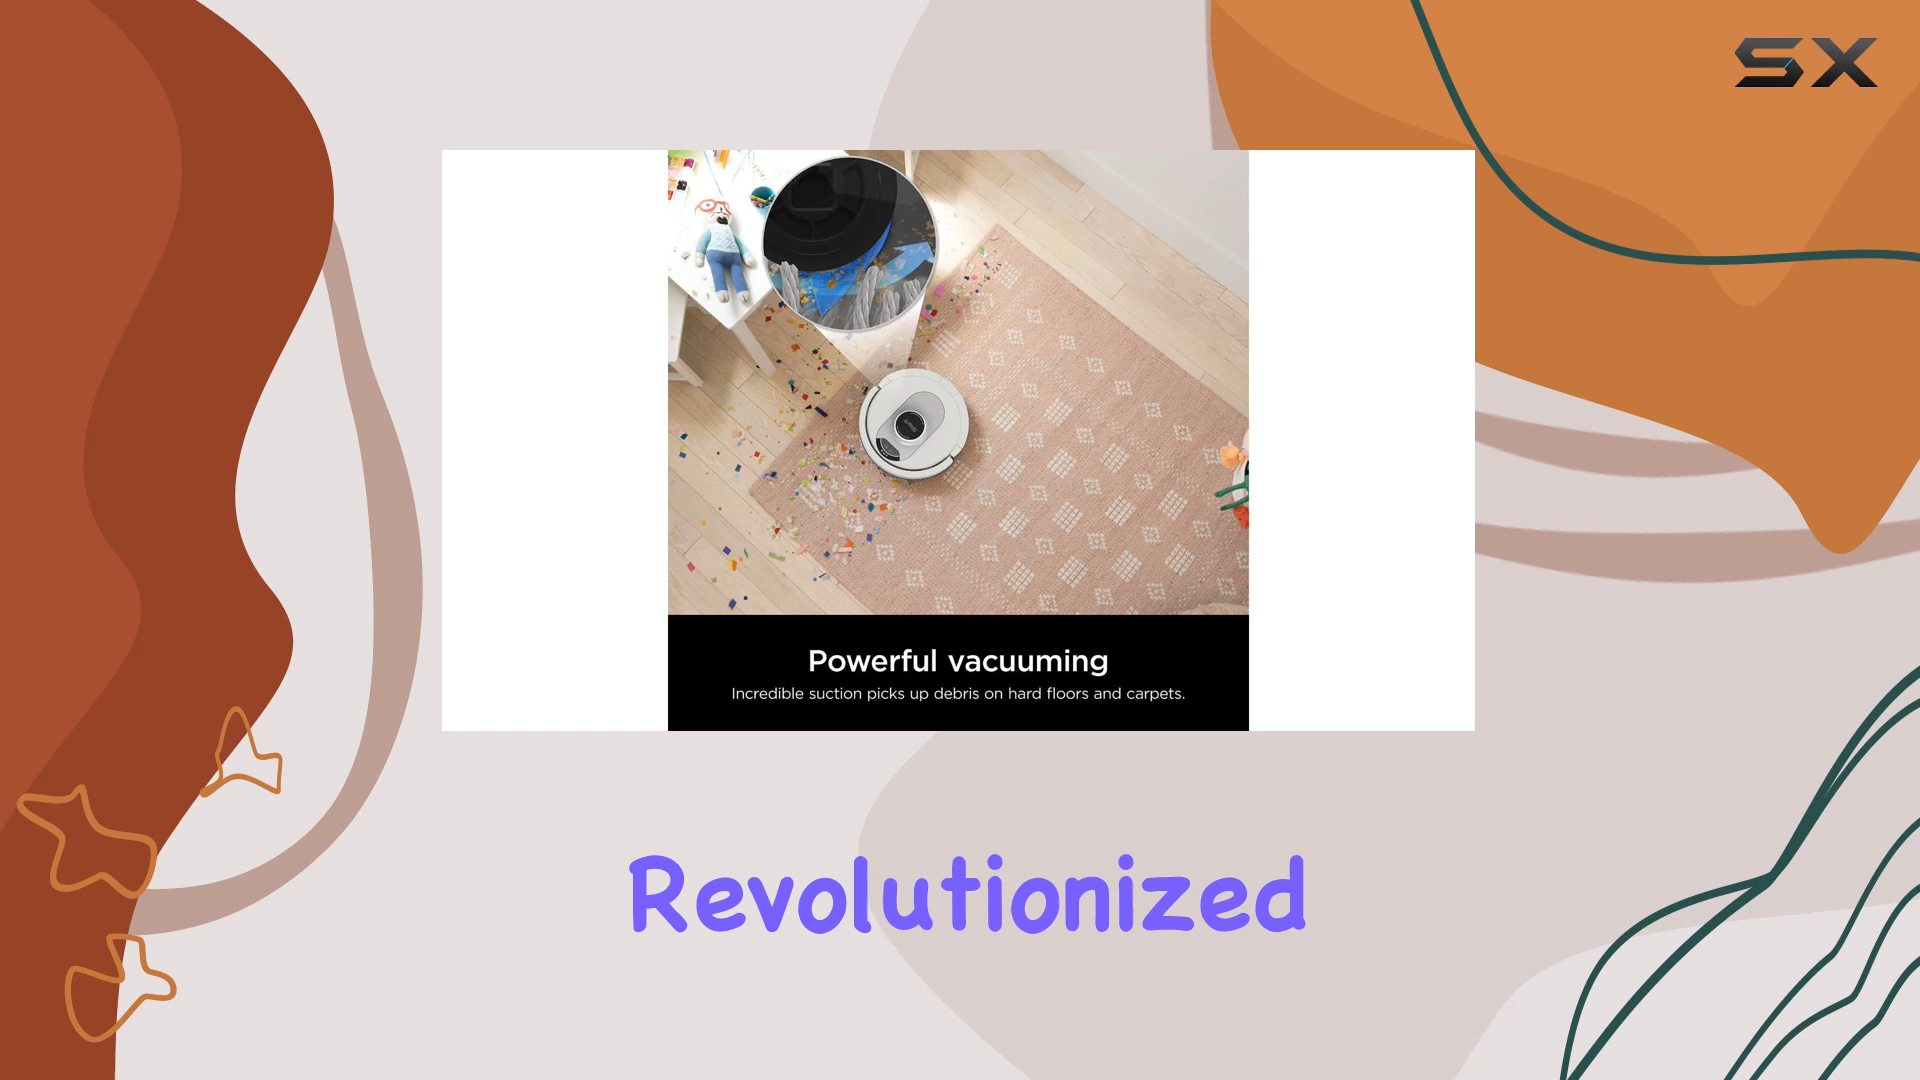 SX
Powerful vacuuming
Incredible suction picks up debris on hard floors and carpets.
Revolutionized